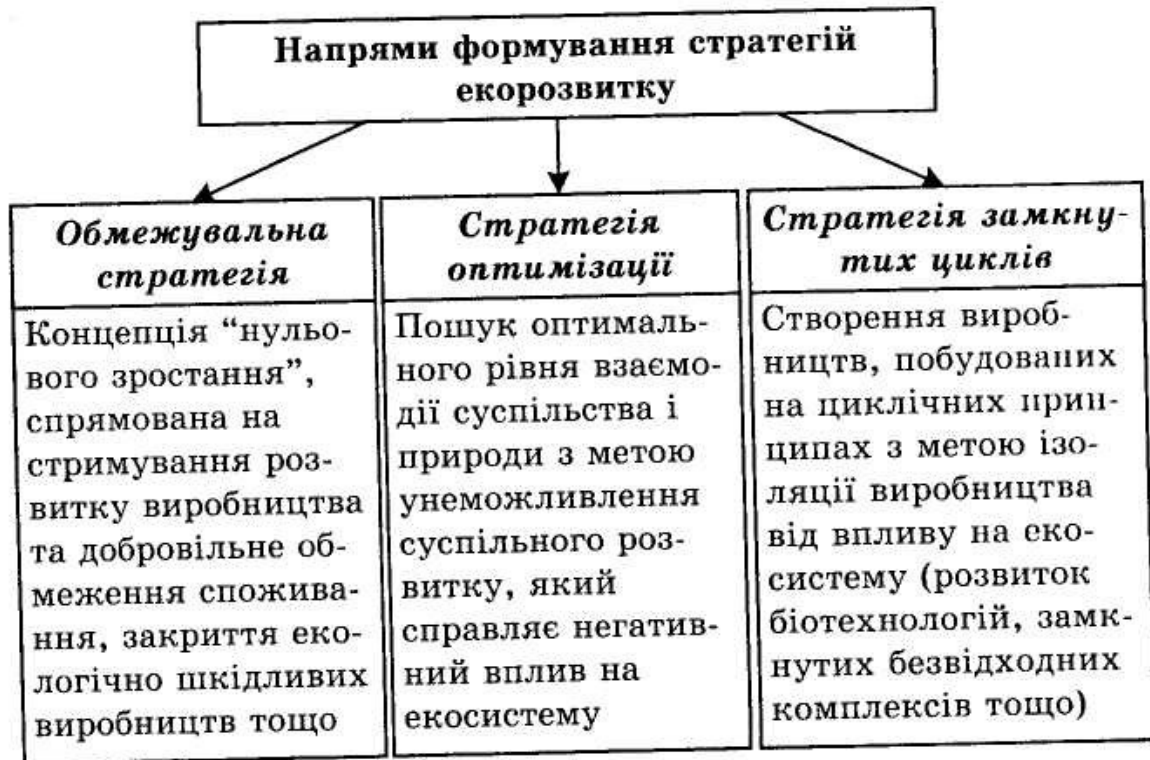 Напрями формування стратегій
екорозвитку
Обмежувальна
стратегія
Концепція “нульо-
вого зростання”,
спрямована на
стримування роз-
витку виробництва
та добровільне об-
меження спожива-
ння, закриття еко-
логічно шкідливих
виробництв тощо
Стратегія
оптимізації
Пошук оптималь-
ного рівня взаємо-
дії суспільства і
природи з метою
унеможливлення
суспільного роз-
витку, який
справляє негатив-
ний вплив на
екосистему
Стратегія замкну-
тих циклів
Створення вироб-
ництв, побудованих
на циклічних прин-
ципах з метою ізо-
ляції виробництва
від впливу на еко-
систему (розвиток
біотехнологій, замк-
нутих безвідходних
комплексів тощо)